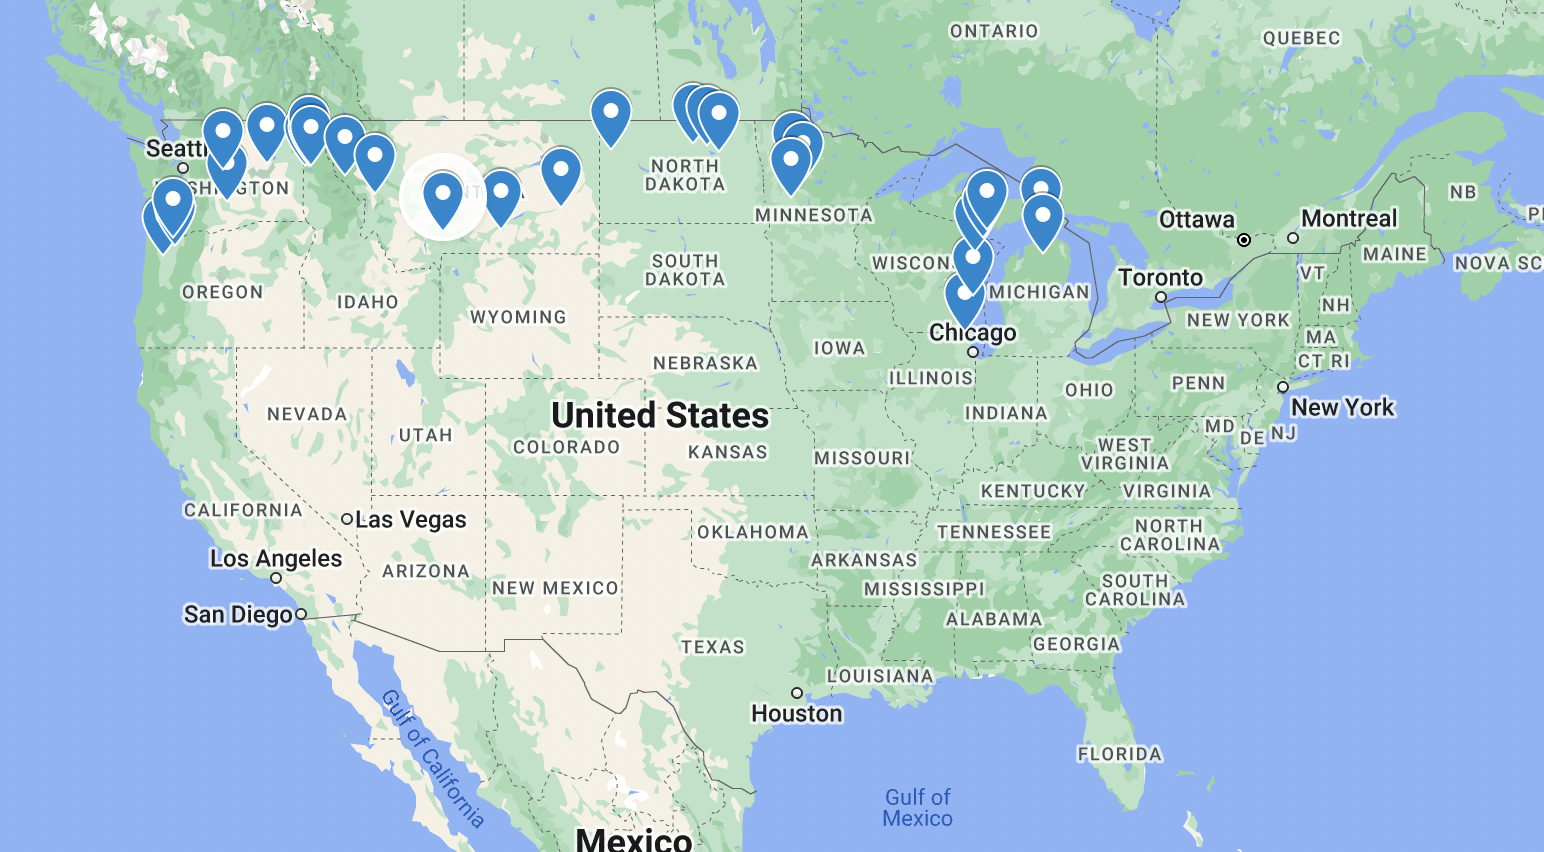 ONTARIO
QUEBEC
Seatt
NGTON
NORTH
DAKOTA
MINNESOTA
NB
Ottawa
Montreal
MAINE
NOVA SC
WISCON
MICHIGAN
Toronto
VT
NH
NEW YORK
MA
CT RI
OREGON
IDAHO
WYOMING
SOUTH
DAKOTA
Chicago
IOWA
NEBRASKA
ILLINOIS
OHIO
PENN
New York
NEVADA
UTAH
United States
COLORADO
KANSAS
INDIANA
MD
DE
NJ
MISSOURI
WEST
VIRGINIA
KENTUCKY
VIRGINIA
CALIFORNIA
Las Vegas
OKLAHOMA
TENNESSEE
NORTH
CAROLINA
Los Angeles
ARIZONA
NEW MEXICO
ARKANSAS
MISSISSIPPI
SOUTH
CAROLINA
San Diego
TEXAS
ALABAMA
GEORGIA
LOUISIANA
Houston
Gulf of California
FLORIDA
Gulf of
Mexico
Mexico